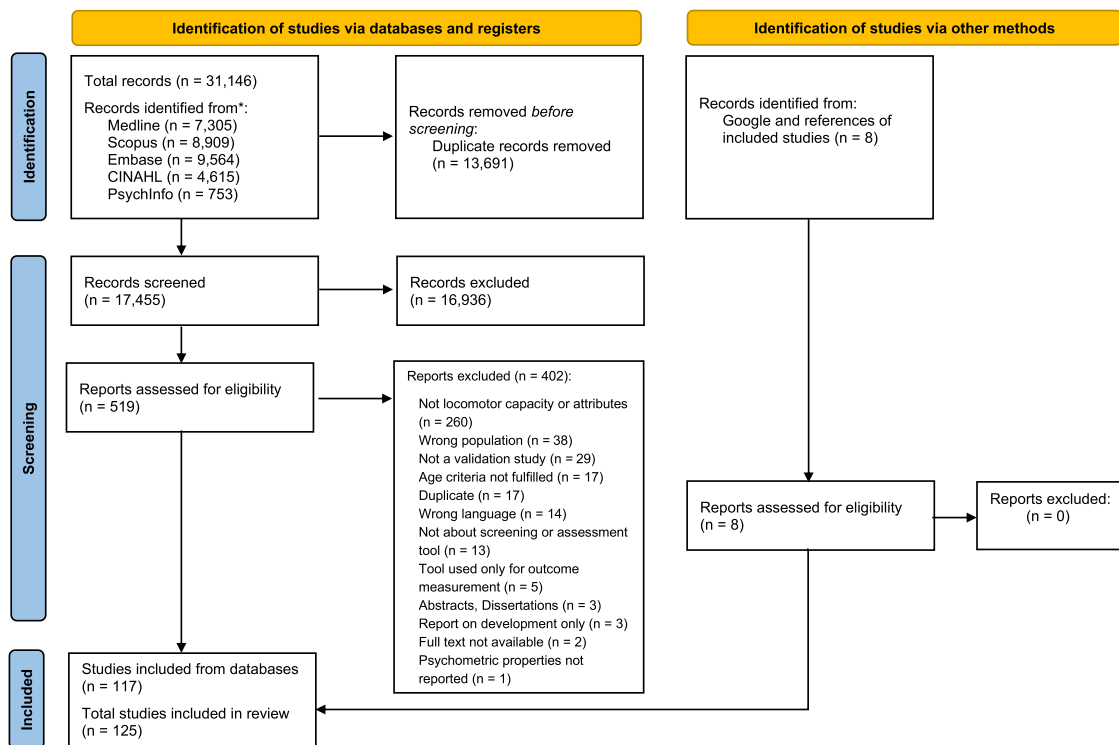 Identification of studies via databases and registers
Identification of studies via other methods
Identification
Total records (n = 31,146)
Records identified from*:
Medline (n = 7,305)
Scopus (n = 8,909)
Embase (n = 9,564)
CINAHL (n = 4,615)
PsychInfo (n = 753)
Records removed before
screening:
Duplicate records removed
(n = 13,691)
Records identified from:
Google and references of
included studies (n = 8)
Screening
Records screened
(n = 17,455)
Records excluded
(n = 16,936)
Reports assessed for eligibility
(n = 519)
Reports excluded (n = 402):
Not locomotor capacity or attributes
(n = 260)
Wrong population (n = 38)
Not a validation study (n = 29)
Age criteria not fulfilled (n = 17)
Duplicate (n = 17)
Wrong language (n = 14)
Not about screening or assessment
tool (n = 13)
Tool used only for outcome
measurement (n = 5)
Abstracts, Dissertations (n = 3)
Report on development only (n = 3)
Full text not available (n = 2)
Psychometric properties not
reported (n = 1)
Reports assessed for eligibility
(n = 8)
Reports excluded:
(n = 0)
Included
Studies included from databases
(n = 117)
Total studies included in review
(n = 125)